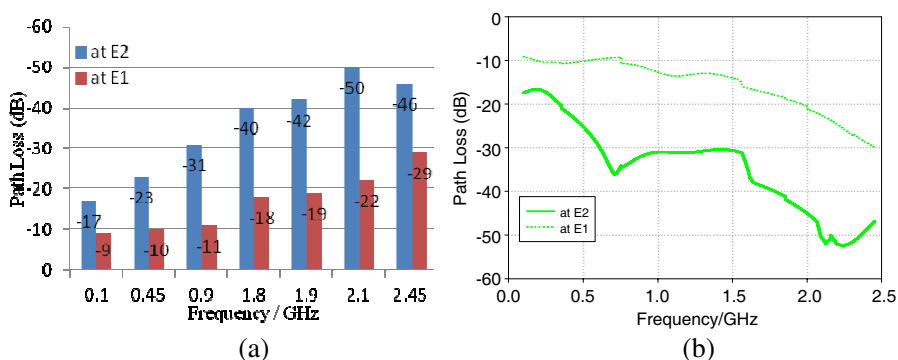 -60
-50
-40
-30
-20
-10
0
Path Loss (dB)
at E2
at E1
-17
-9
-23
-10
-31
-11
-40
-18
-42
-19
-50
-22
-46
-29
0.1 0.45 0.9 1.8 1.9 2.1 2.45
Frequency / GHz
(a)
0
-10
-20
-30
-40
-50
-60
Path Loss (dB)
at E2
at E1
0.0 0.5 1.0 1.5 2.0 2.5
Frequency/GHz
(b)